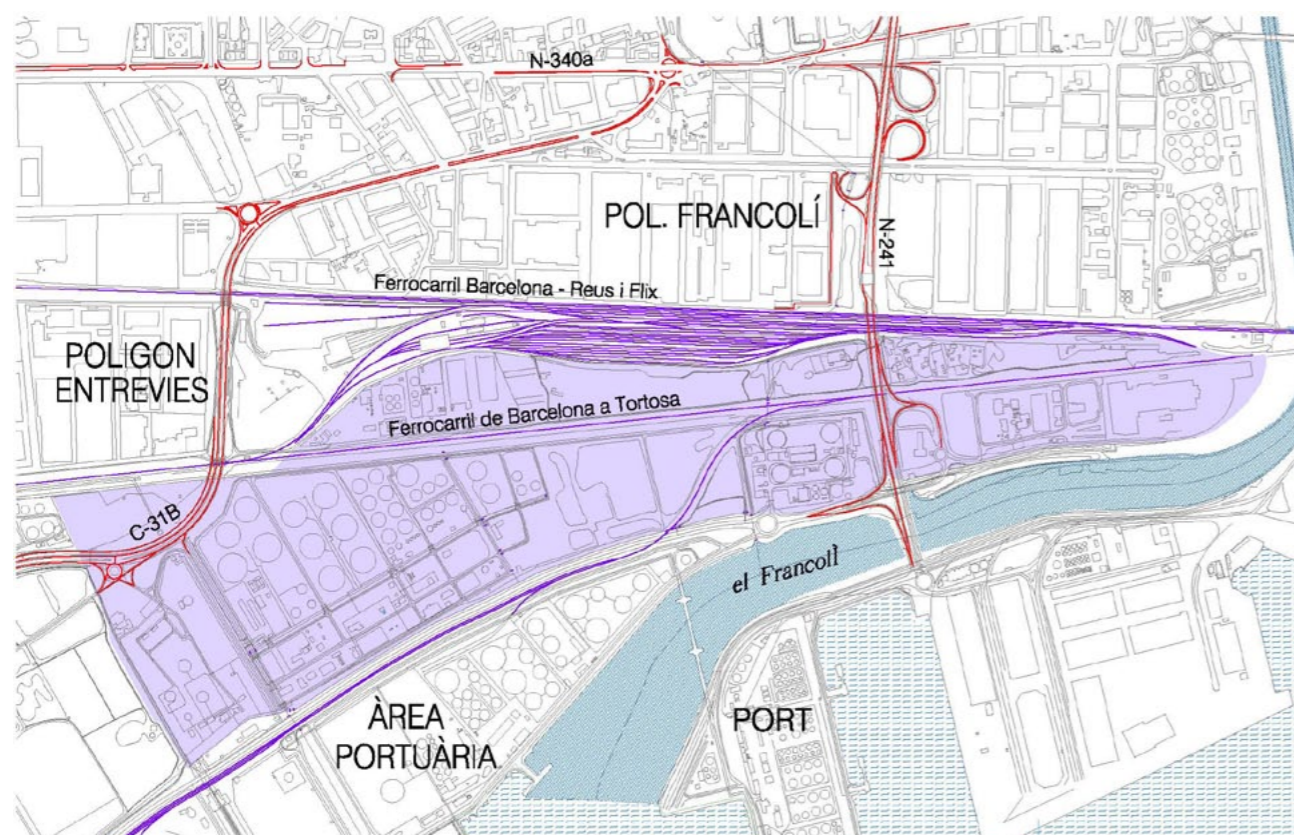 N-340a
POL. FRANCOLÍ
N-241
Ferrocarril Barcelona - Reus i Flix
POLIGON
ENTREVIES
Ferrocarril de Barcelona a Tortosa
C-31B
el Francolì
ÀREA
PORTUÀRIA
PORT